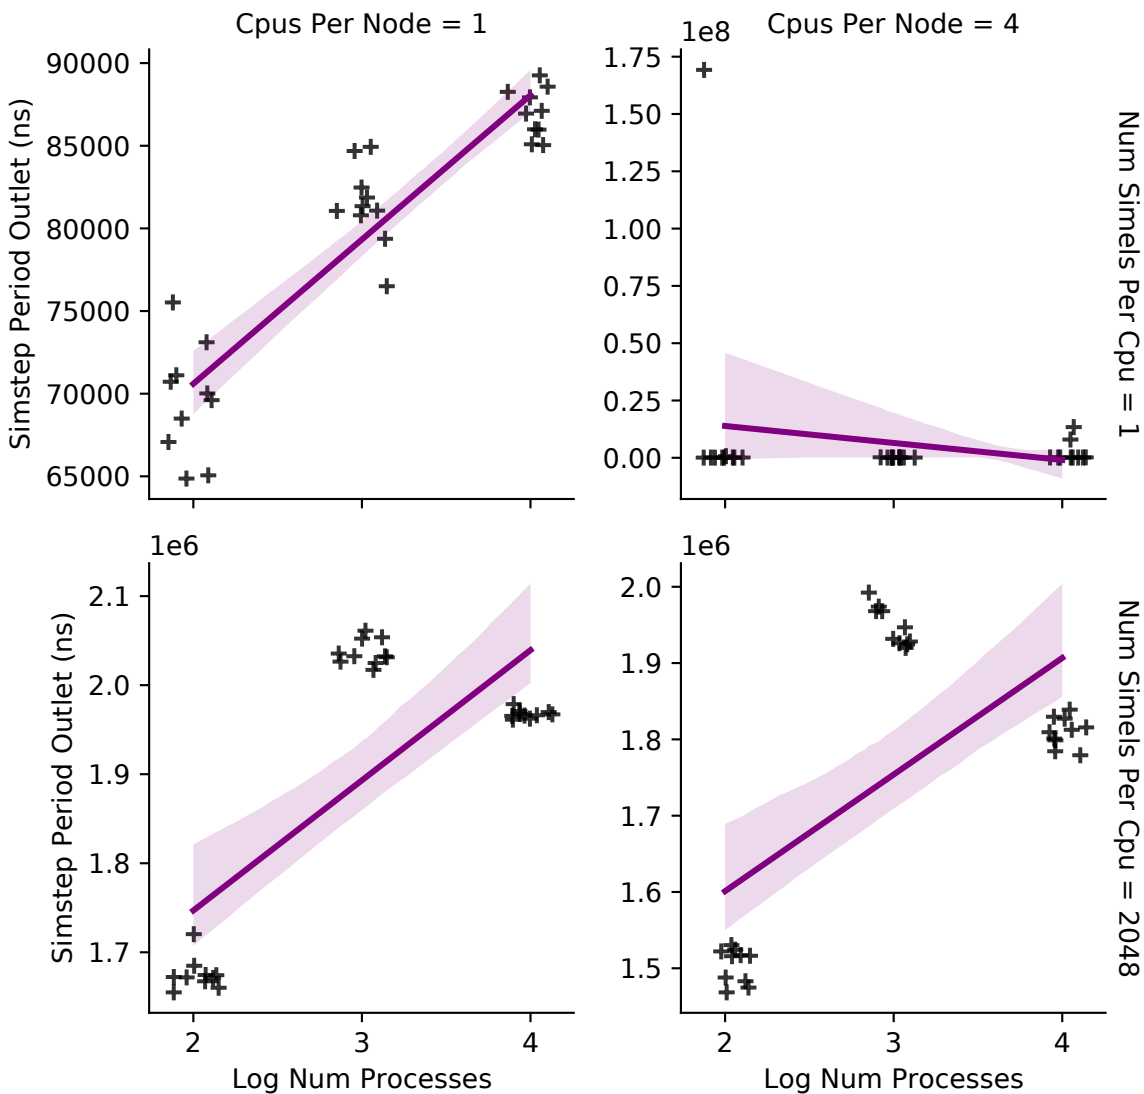 Cpus Per Node = 1
Cpus Per Node = 4
1e8
Simstep Period Outlet (ns)
90000
85000
80000
75000
70000
65000
1.75
1.50
1.25
1.00
0.75
0.50
0.25
0.00
Num Simels Per Cpu = 1
1e6
1e6
Simstep Period Outlet (ns)
2.1
2.0
1.9
1.8
1.7
2.0
1.9
1.8
1.7
1.6
1.5
Num Simels Per Cpu = 2048
2 3 4
2 3 4
Log Num Processes
Log Num Processes